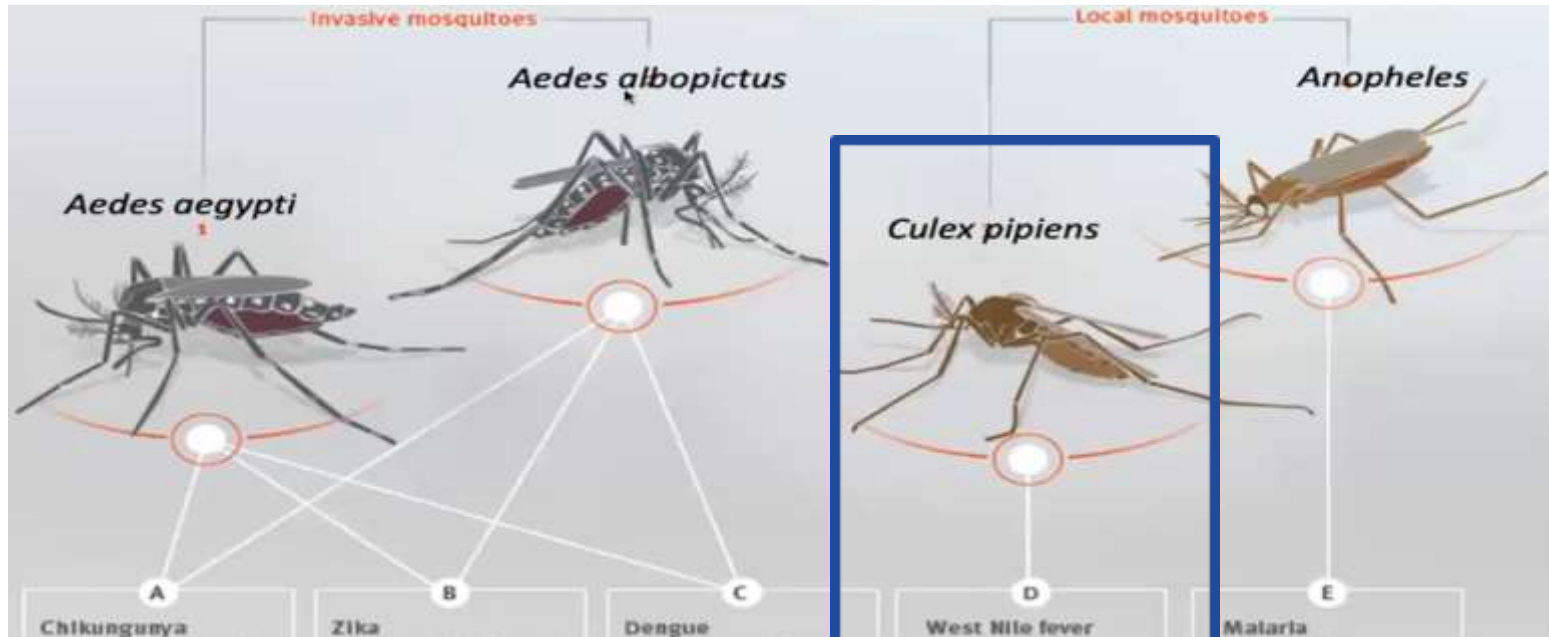 Invasive mosquitoes
Local mosquitoes
Aedes albopictus
Anopheles
Aedes aegypti
s
Culex pipiens
A
B
C
D
E
Chikungunya
Zika
Dengue
West Nile fever
Malaria